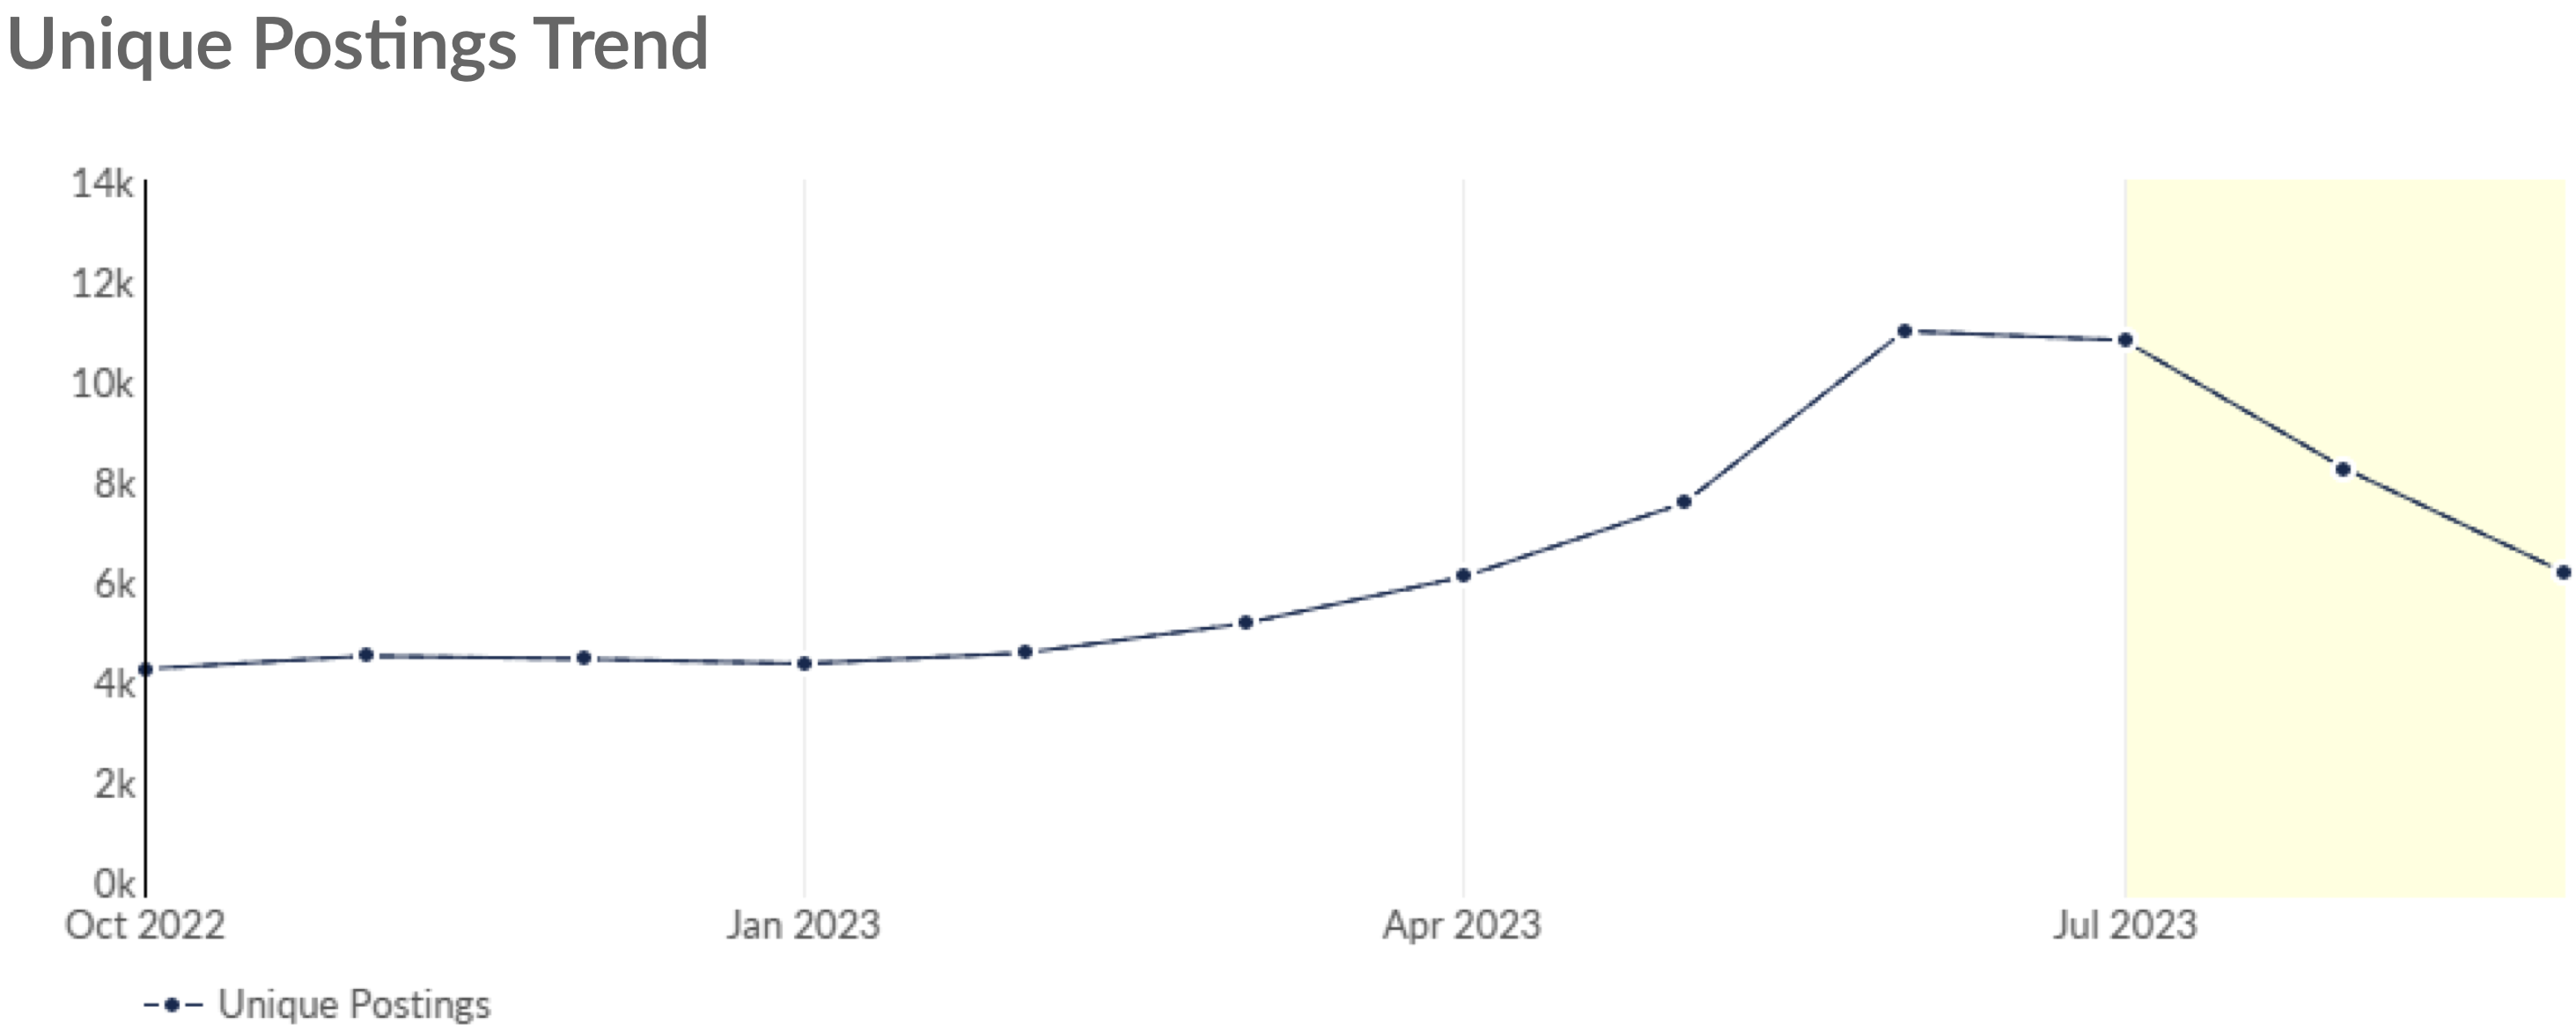 Unique Postings Trend
14k
12k
10k
8k
6k
4k
2k
0k
Oct 2022 Jan 2023 Apr 2023 Jul 2023
Unique Postings